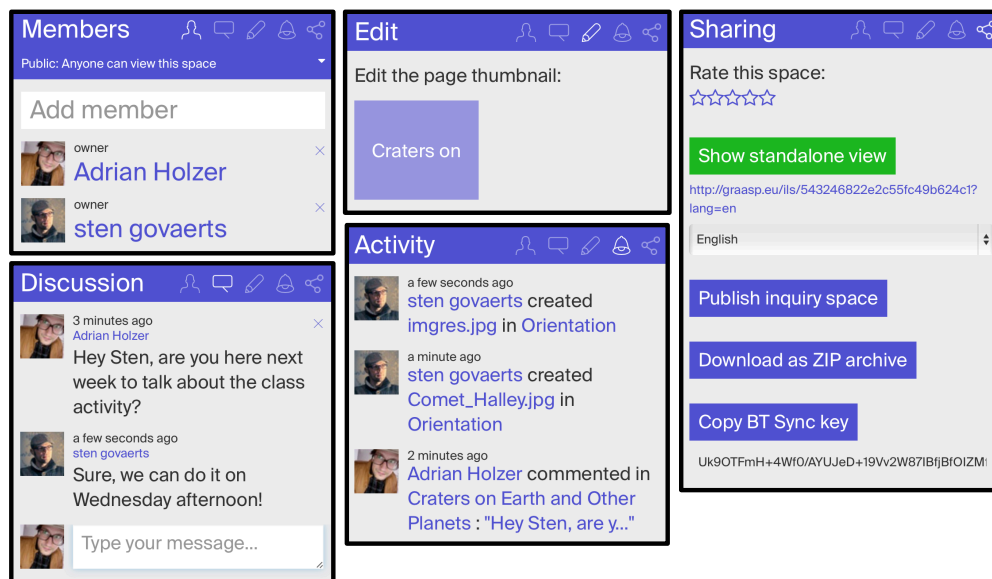 Members
Public: Anyone can view this space
Add member
owner
Adrian Holzer
owner
sten govaerts
Discussion
3 minutes ago
Adrian Holzer
Hey Sten, are you here next
week to talk about the class
activity?
a few seconds ago
sten govaerts
Sure, we can do it on
Wednesday afternoon!
Type your message...
Edit
Edit the page thumbnail:
Craters on
Activity
a few seconds ago
sten govaerts created
imgres.jpg in Orientation
a minute ago
sten govaerts created
Comet_Halley.jpg in
Orientation
2 minutes ago
Adrian Holzer commented in
Craters on Earth and Other
Planets : "Hey Sten, are y..."
Sharing
Rate this space:
Show standalone view
http://graasp.eu/ils/543246822e2c55fc49b624c1?
lang=en
English
Publish inquiry space
Download as ZIP archive
Copy BT Sync key
Uk9OTFmH+4Wf0/AYUJeD+19Vv2W87IBfjBfOIZM